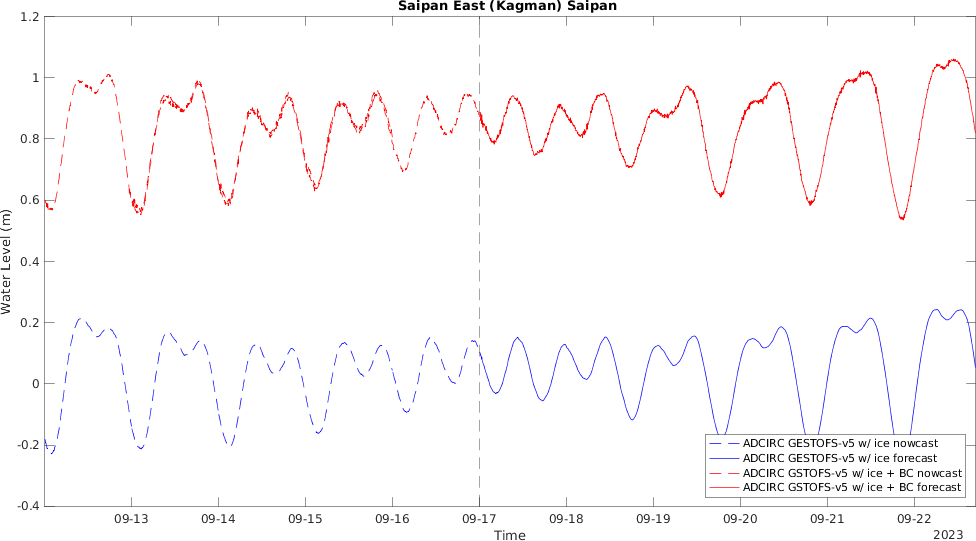 Saipan East (Kagman) Saipan
1.2
1
0.8
0.6
0.4
0.2
0
-0.2
-0.4
Water Level (m)
ADCIRC GESTOFS-v5 w/ ice nowcast
ADCIRC GESTOFS-v5 w/ ice forecast
ADCIRC GSTOFS-v5 w/ ice + BC nowcast
ADCIRC GSTOFS-v5 w/ ice + BC forecast
09-13 09-14 09-15 09-16 09-17 09-18 09-19 09-20 09-21 09-22
Time
2023